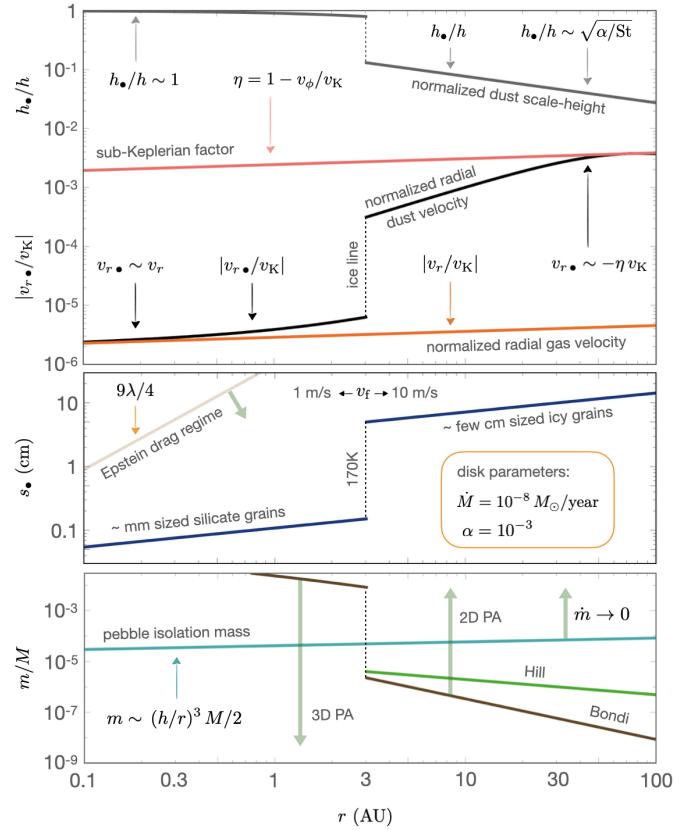 1
h●/h
h●/h ∼ √α/St
10⁻¹
h●/h ∼ 1
η = 1 − vϕ/vK
normalized dust scale-height
h●/h
10⁻²
sub-Keplerian factor
10⁻³
normalized radial
dust velocity
10⁻⁴
|vr●/vK|
vr● ∼ vr
|vr●/vK|
ice line
|vr/vK|
vr● ∼ −η vK
10⁻⁵
normalized radial gas velocity
10⁻⁶
9λ/4
1 m/s
vf
10 m/s
10
Epstein drag regime
~ few cm sized icy grains
s● (cm)
1
170K
disk parameters:
Ṁ = 10⁻⁸ M⊙/year
α = 10⁻³
~ mm sized silicate grains
0.1
10⁻³
2D PA
ṁ → 0
pebble isolation mass
m/M
10⁻⁵
Hill
m ∼ (h/r)³ M/2
3D PA
10⁻⁷
Bondi
10⁻⁹
0.1
0.3
1
3
10
30
100
r (AU)